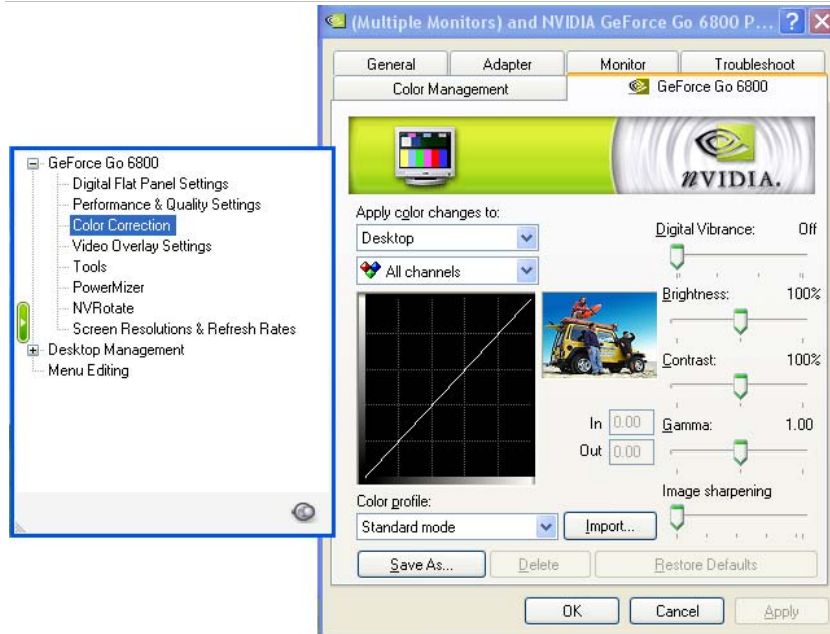 (Multiple Monitors) and NVIDIA GeForce Go 6800 P...
General Adapter Monitor Troubleshoot
Color Management GeForce Go 6800
nVIDIA.
GeForce Go 6800
Digital Flat Panel Settings
Performance & Quality Settings
Color Correction
Video Overlay Settings
Tools
PowerMizer
NVRotate
Screen Resolutions & Refresh Rates
Desktop Management
Menu Editing
Apply color changes to:
Desktop
All channels
Digital Vibrance: Off
Brightness: 100%
Contrast: 100%
In 0.00
Out 0.00
Gamma: 1.00
Image sharpening
Color profile:
Standard mode
Import...
Save As... Delete Restore Defaults
OK Cancel Apply